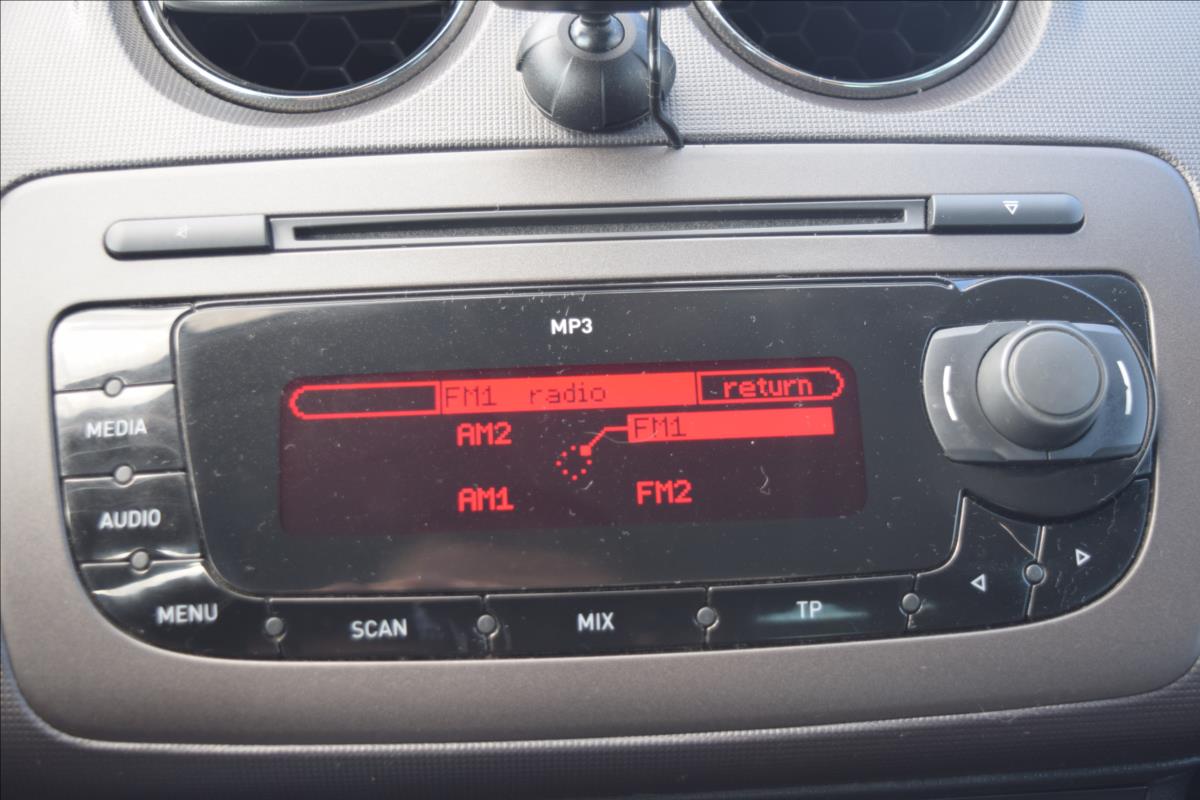 MP3
FM1 radio return
AM2 FM1
AM1 FM2
MEDIA
AUDIO
MENU
SCAN
MIX
TP